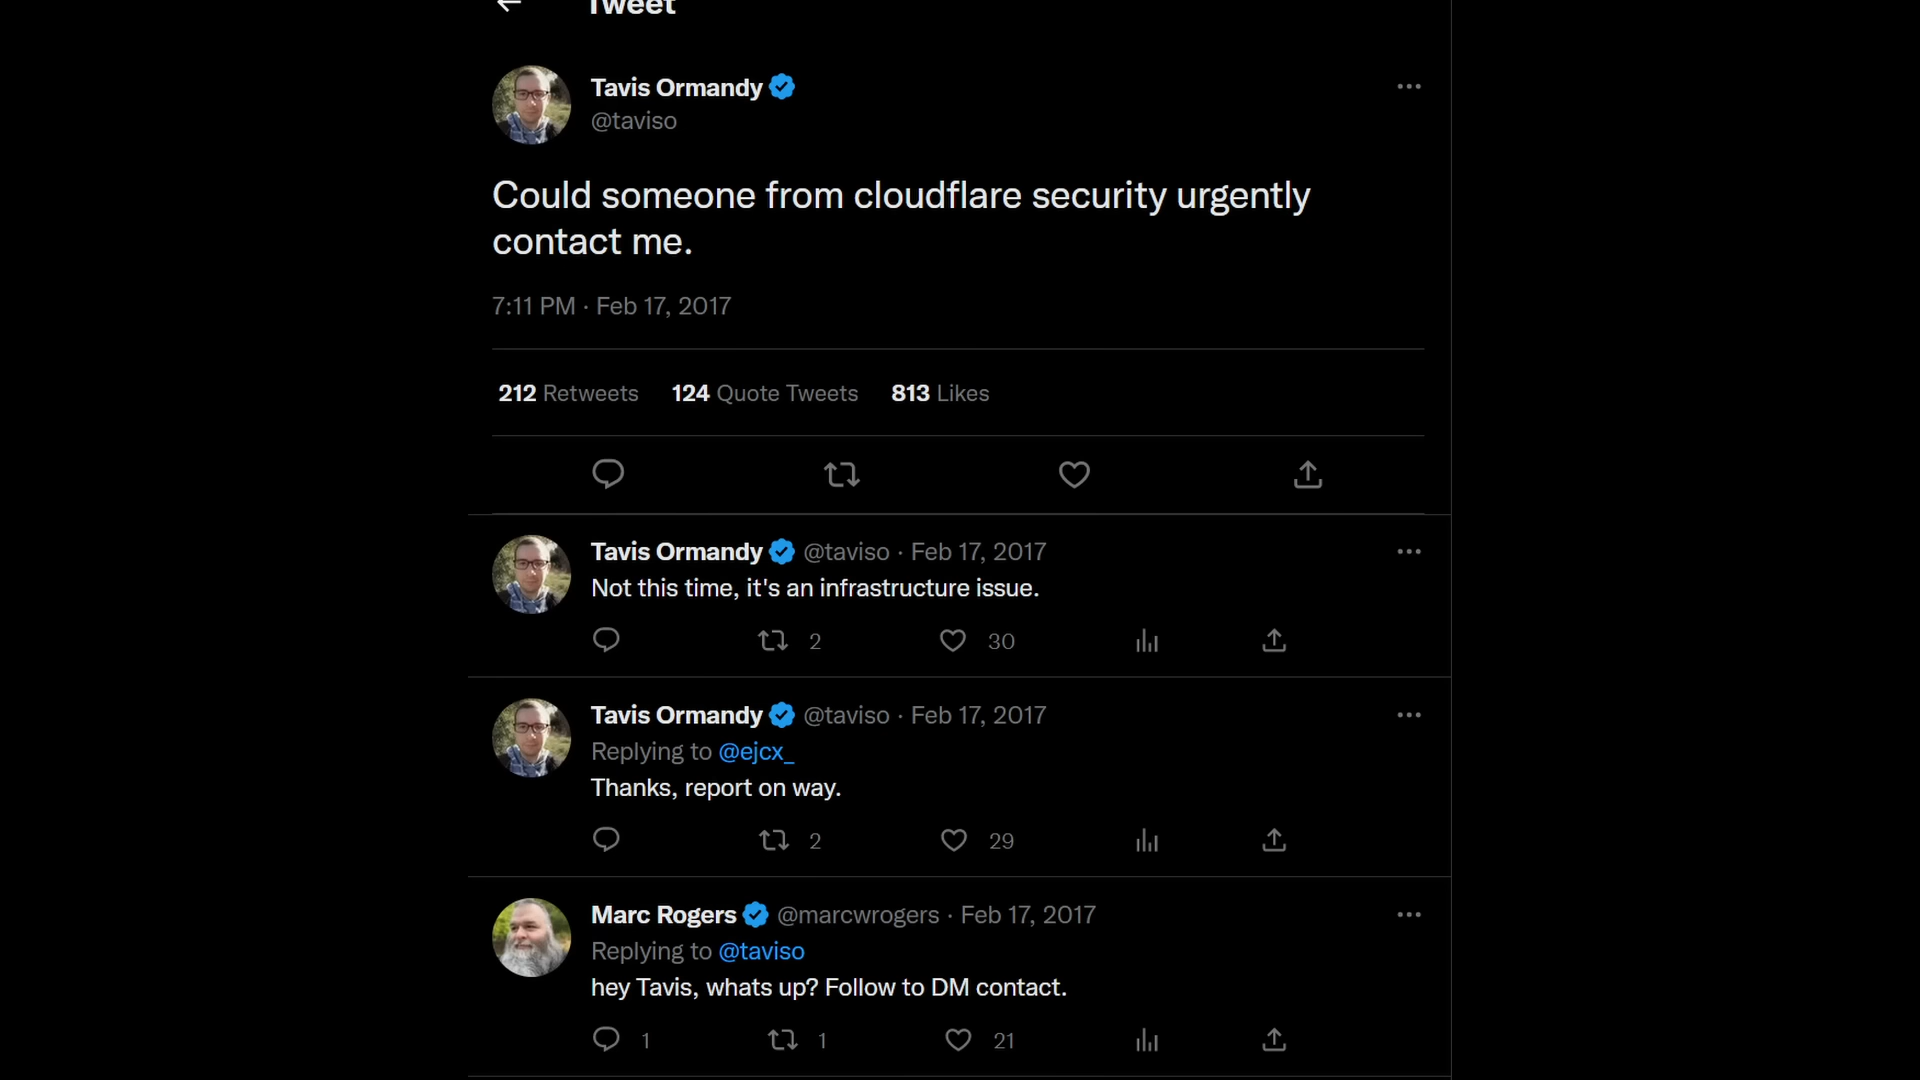 Tweet
Tavis Ormandy
@taviso
Could someone from cloudflare security urgently
contact me.
7:11 PM · Feb 17, 2017
212 Retweets 124 Quote Tweets 813 Likes
Tavis Ormandy @taviso · Feb 17, 2017
Not this time, it's an infrastructure issue.
2 30
Tavis Ormandy @taviso · Feb 17, 2017
Replying to @ejcx_
Thanks, report on way.
2 29
Marc Rogers @marcwrogers · Feb 17, 2017
Replying to @taviso
hey Tavis, whats up? Follow to DM contact.
1 1 21